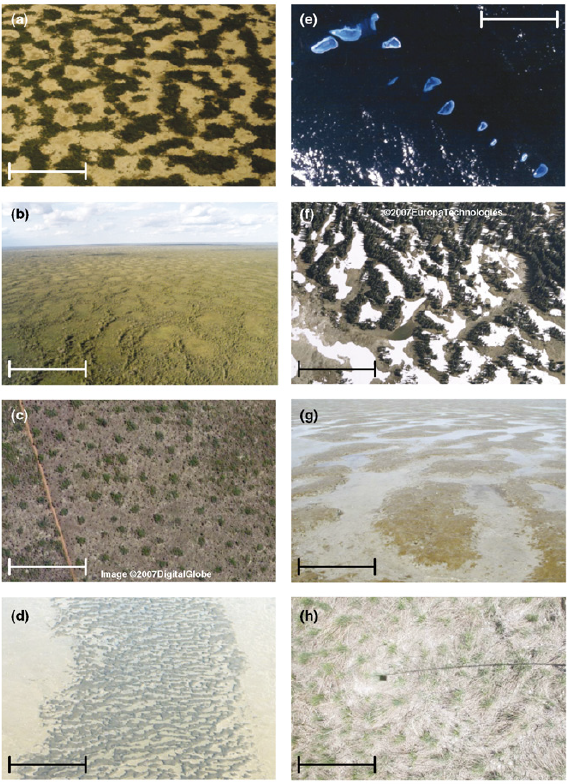 (a)
(b)
(c)
Image ©2007DigitalGlobe
(d)
(e)
(f)
©2007EuropaTechnologies
(g)
(h)